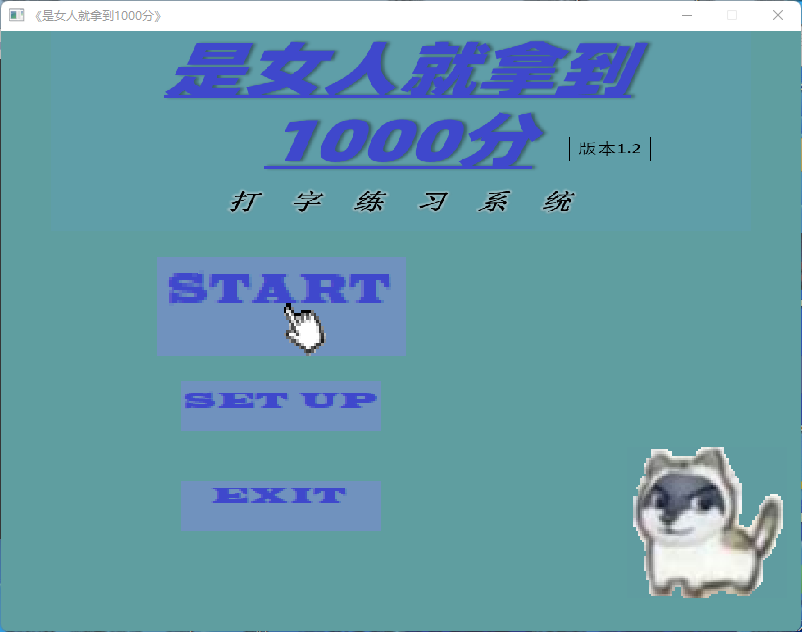 《是女人就拿到1000分》
是女人就拿到
1000分
版本1.2
打字练习系统
START
SET UP
EXIT